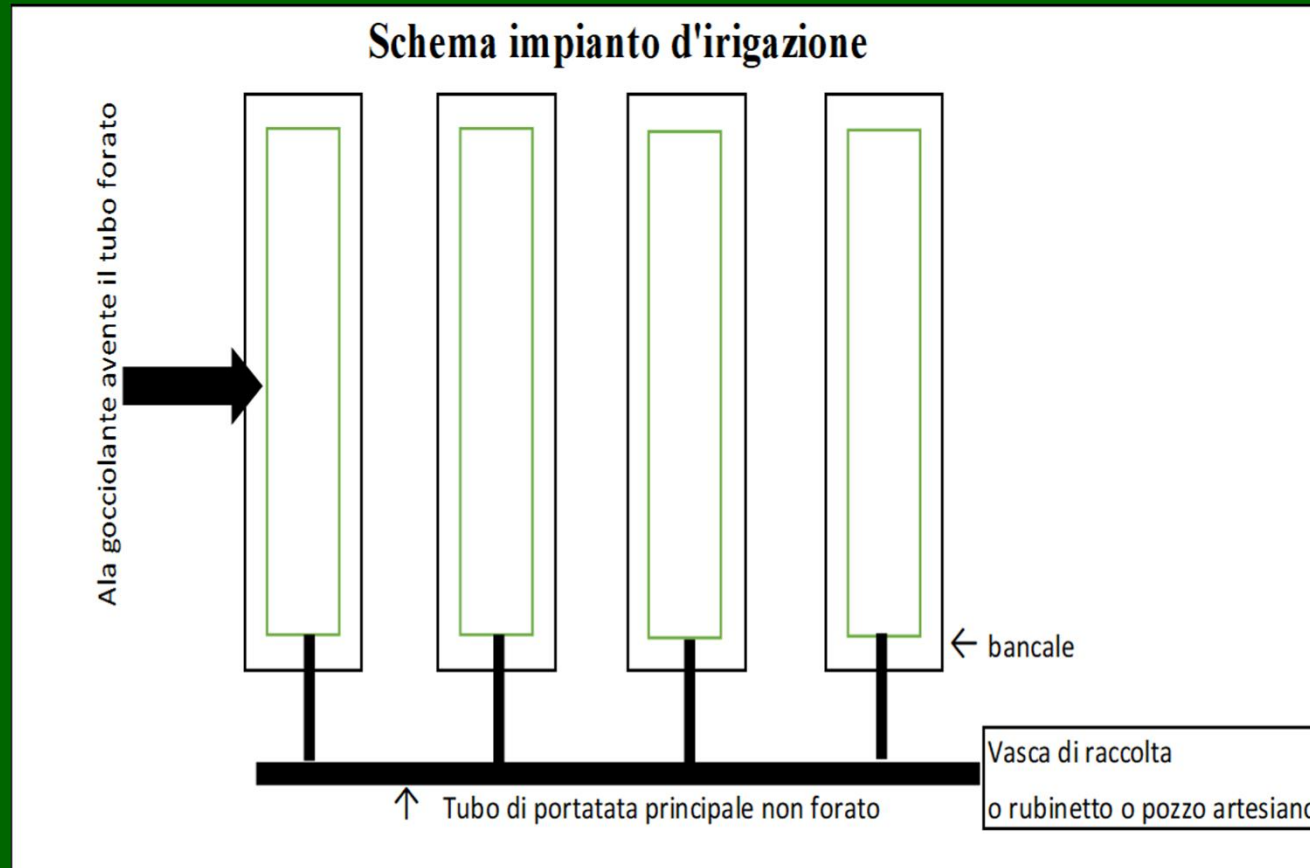 Schema impianto d'irigazione
Ala gocciolante avente il tubo forato
← bancale
Vasca di raccolta
o rubinetto o pozzo artesiano
↑ Tubo di portatata principale non forato